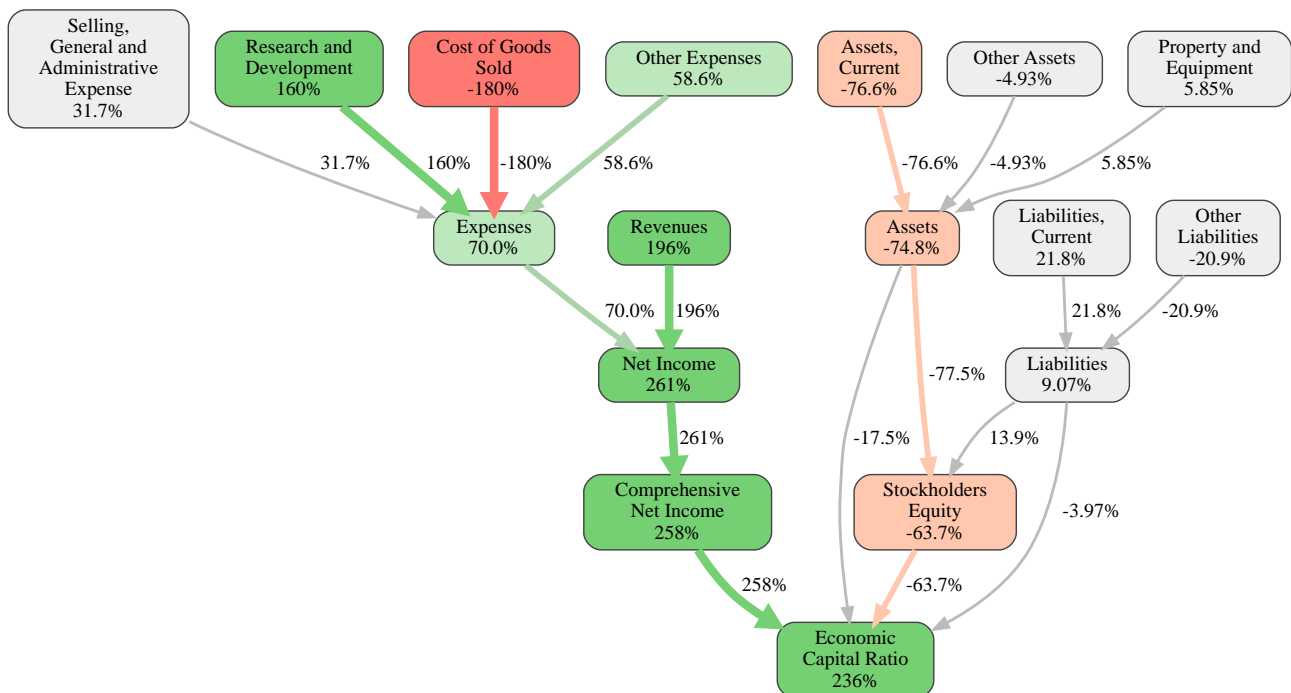 Selling,
General and
Administrative
Expense
31.7%
Research and
Development
160%
Cost of Goods
Sold
-180%
Other Expenses
58.6%
Assets,
Current
-76.6%
Other Assets
-4.93%
Property and
Equipment
5.85%
31.7%
160%
-180%
58.6%
-76.6%
-4.93%
5.85%
Expenses
70.0%
Revenues
196%
Assets
-74.8%
Liabilities,
Current
21.8%
Other
Liabilities
-20.9%
70.0%
196%
21.8%
-20.9%
Net Income
261%
-77.5%
Liabilities
9.07%
261%
-17.5%
13.9%
Comprehensive
Net Income
258%
Stockholders
Equity
-63.7%
-3.97%
258%
-63.7%
Economic
Capital Ratio
236%